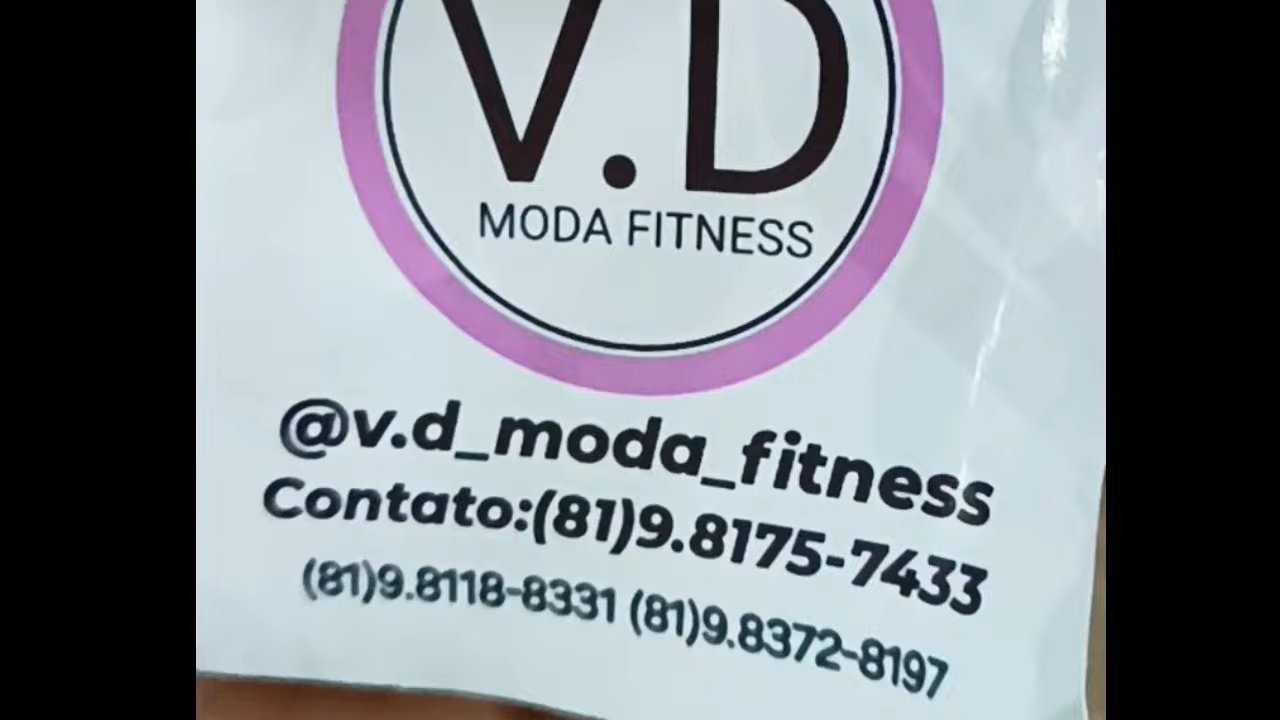 V.D
MODA FITNESS
@v.d_moda_fitness
Contato:(81)9.8175-7433
(81)9.8118-8331 (81)9.8372-8197